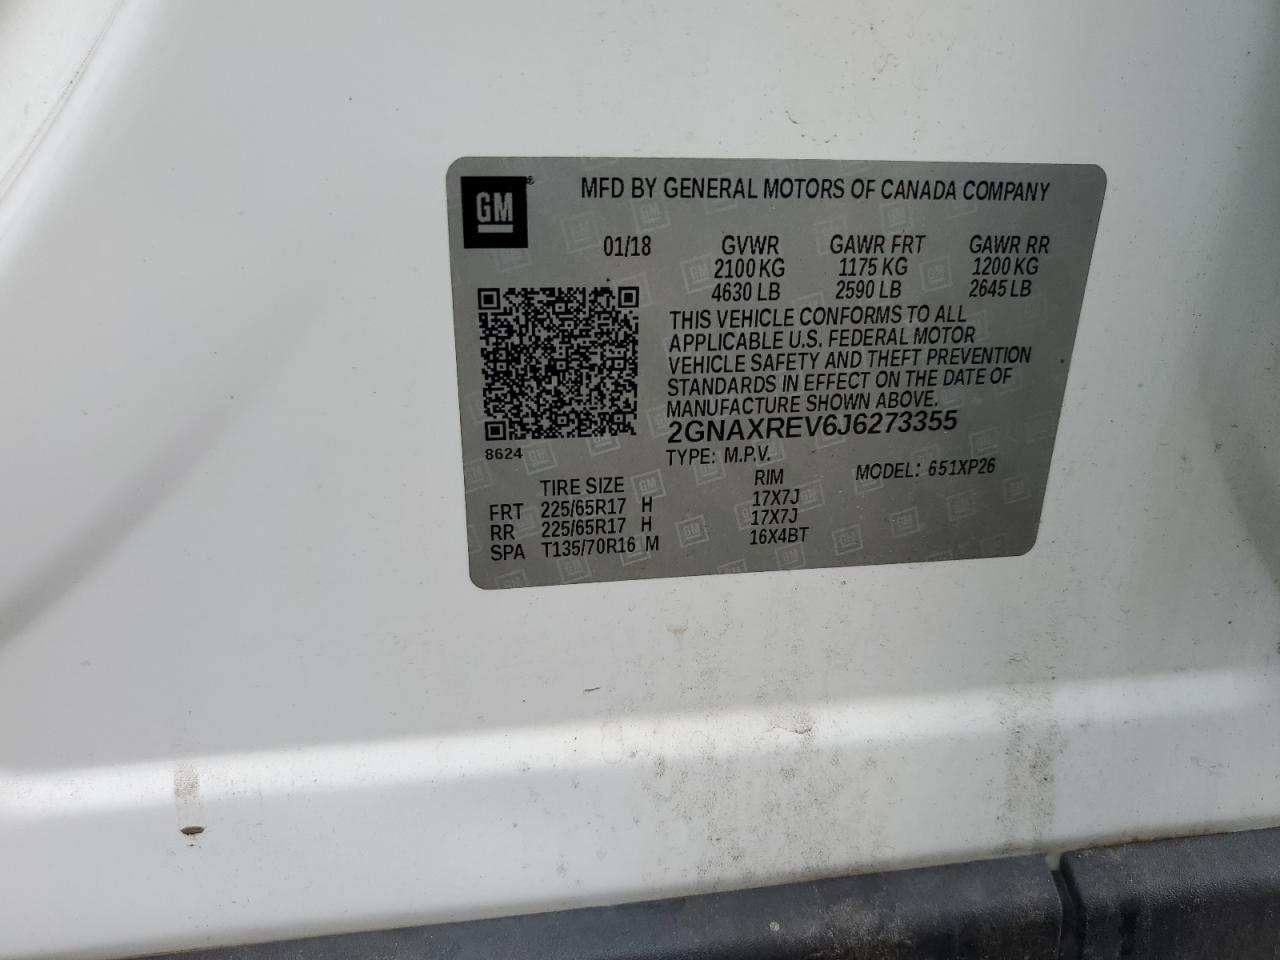 GM
MFD BY GENERAL MOTORS OF CANADA COMPANY
01/18 GVWR GAWR FRT GAWR RR
2100 KG 1175 KG 1200 KG
4630 LB 2590 LB 2645 LB
THIS VEHICLE CONFORMS TO ALL
APPLICABLE U.S. FEDERAL MOTOR
VEHICLE SAFETY AND THEFT PREVENTION
STANDARDS IN EFFECT ON THE DATE OF
MANUFACTURE SHOWN ABOVE.
2GNAXREV6J6273355
8624
TYPE: M.P.V. MODEL: 651XP26
TIRE SIZE RIM
FRT 225/65R17 H 17X7J
RR 225/65R17 H 17X7J
SPA T135/70R16 M 16X4BT